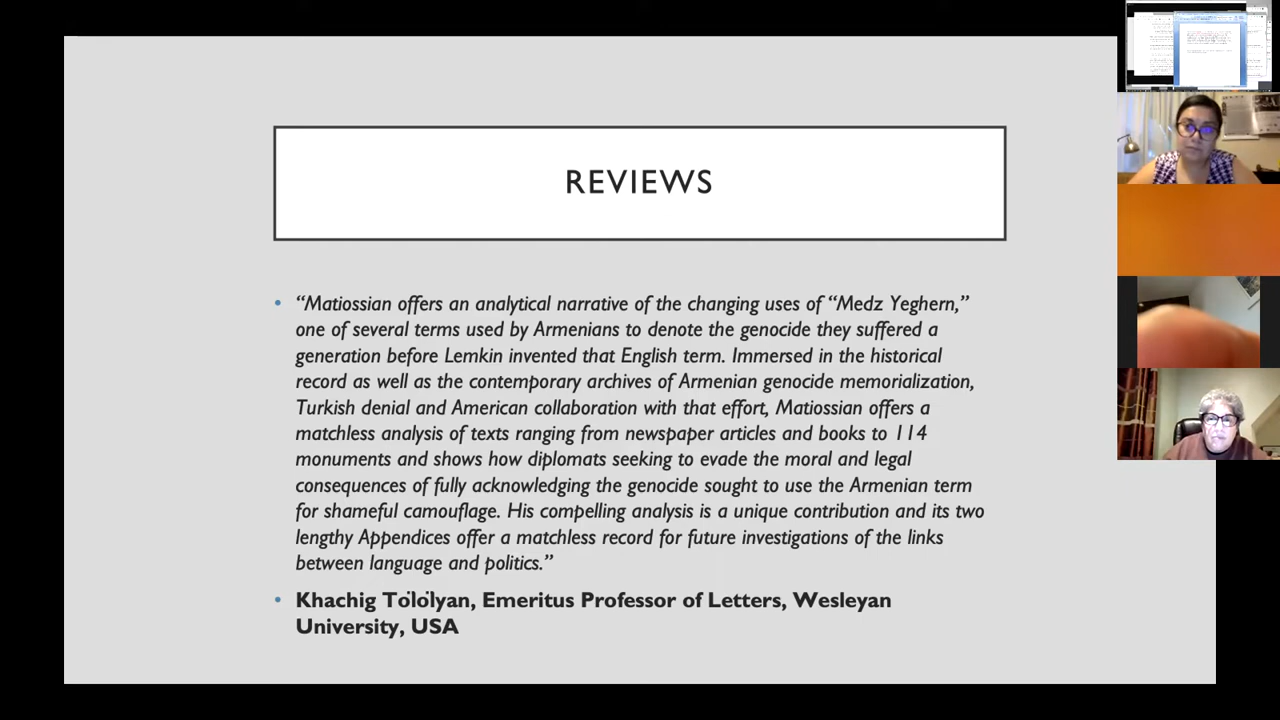 REVIEWS
• “Matiossian offers an analytical narrative of the changing uses of “Medz Yeghern,”
one of several terms used by Armenians to denote the genocide they suffered a
generation before Lemkin invented that English term. Immersed in the historical
record as well as the contemporary archives of Armenian genocide memorialization,
Turkish denial and American collaboration with that effort, Matiossian offers a
matchless analysis of texts ranging from newspaper articles and books to 114
monuments and shows how diplomats seeking to evade the moral and legal
consequences of fully acknowledging the genocide sought to use the Armenian term
for shameful camouflage. His compelling analysis is a unique contribution and its two
lengthy Appendices offer a matchless record for future investigations of the links
between language and politics.”
• Khachig Tölölyan, Emeritus Professor of Letters, Wesleyan
University, USA